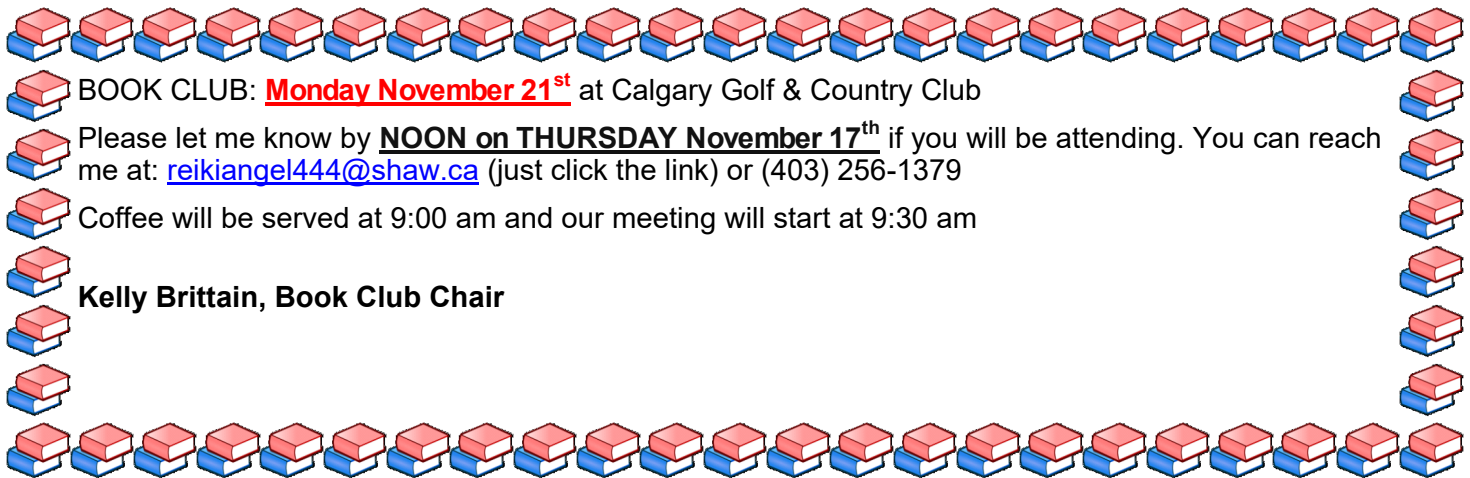 BOOK CLUB: Monday November 21st at Calgary Golf & Country Club
Please let me know by NOON on THURSDAY November 17th if you will be attending. You can reach
me at: reikiangel444@shaw.ca (just click the link) or (403) 256-1379
Coffee will be served at 9:00 am and our meeting will start at 9:30 am
Kelly Brittain, Book Club Chair